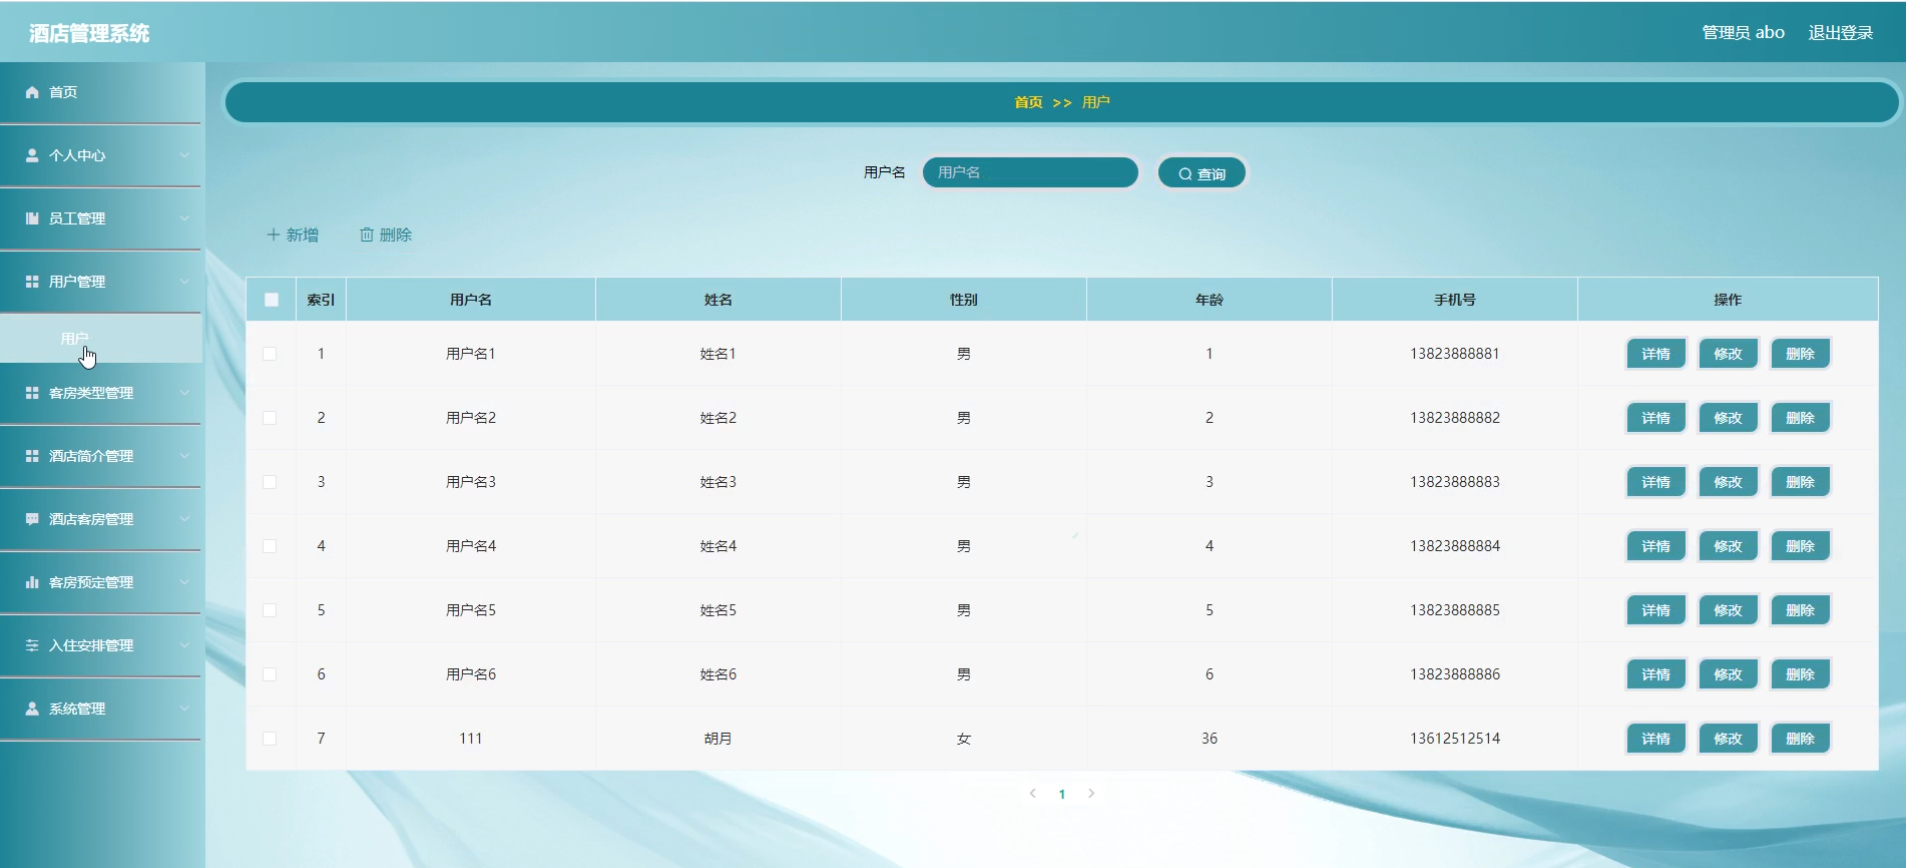 酒店管理系统
管理员 abo 退出登录
首页
个人中心
员工管理
用户管理
用户
客房类型管理
酒店简介管理
酒店客房管理
客房预定管理
入住安排管理
系统管理
首页 >> 用户
用户名 用户名 查询
新增 删除
索引 用户名 姓名 性别 年龄 手机号 操作
1 用户名1 姓名1 男 1 13823888881 详情 修改 删除
2 用户名2 姓名2 男 2 13823888882 详情 修改 删除
3 用户名3 姓名3 男 3 13823888883 详情 修改 删除
4 用户名4 姓名4 男 4 13823888884 详情 修改 删除
5 用户名5 姓名5 男 5 13823888885 详情 修改 删除
6 用户名6 姓名6 男 6 13823888886 详情 修改 删除
7 111 胡月 女 36 13612512514 详情 修改 删除
1